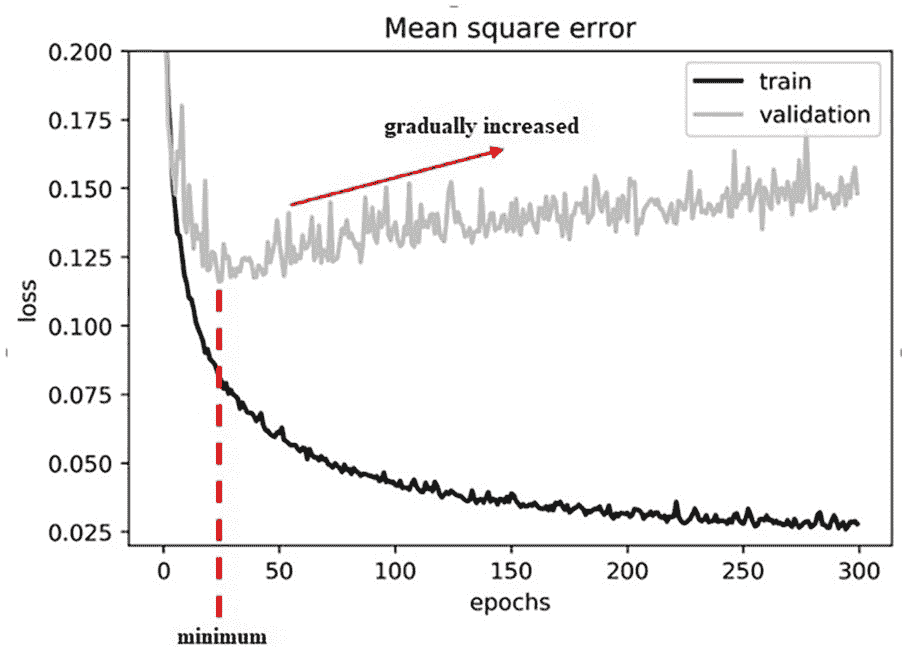 Mean square error
0.200
0.175
0.150
0.125
0.100
0.075
0.050
0.025
loss
train
validation
gradually increased
0
50
100
150
200
250
300
epochs
minimum